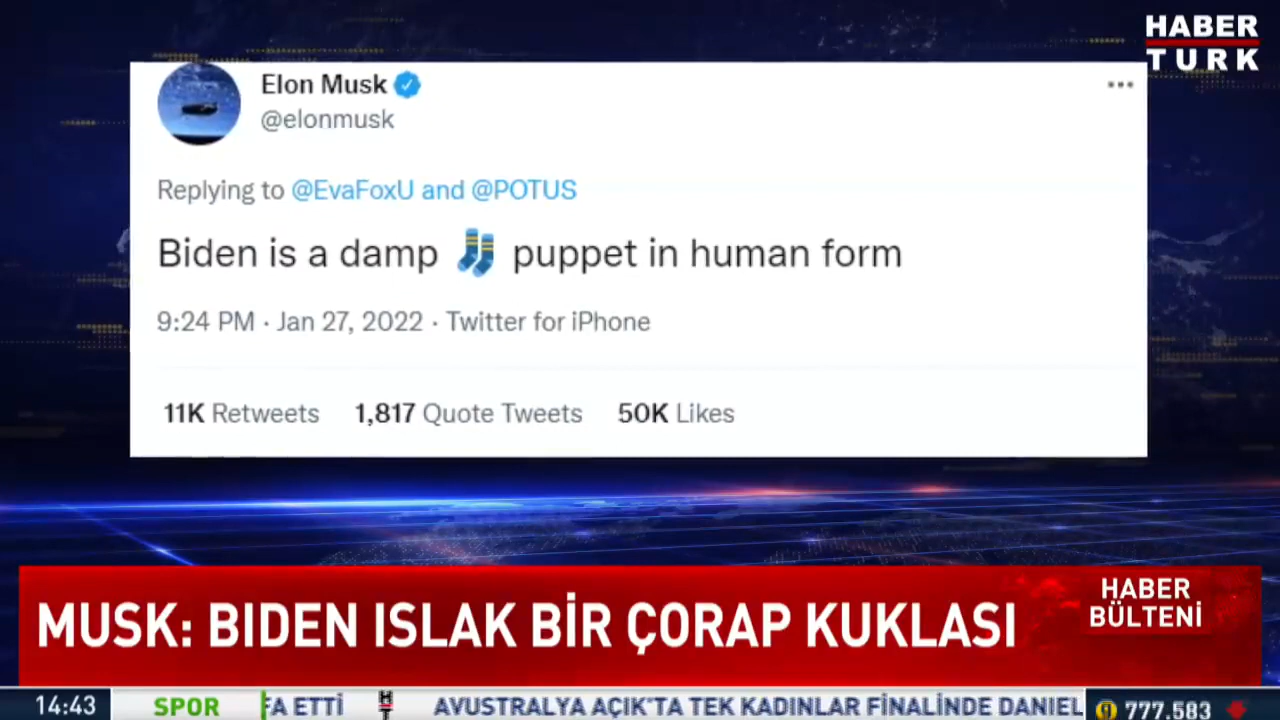 HABER
TURK
Elon Musk
@elonmusk
Replying to @EvaFoxU and @POTUS
Biden is a damp 🧦 puppet in human form
9:24 PM · Jan 27, 2022 · Twitter for iPhone
11K Retweets 1,817 Quote Tweets 50K Likes
MUSK: BIDEN ISLAK BİR ÇORAP KUKLASI
HABER
BÜLTENİ
14:43 SPOR FA ETTİ AVUSTRALYA AÇIK'TA TEK KADINLAR FİNALİNDE DANIEL 777.583